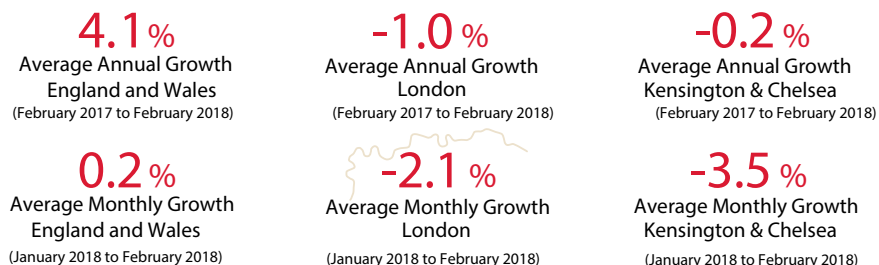 4.1 %
Average Annual Growth
England and Wales
(February 2017 to February 2018)
-1.0 %
Average Annual Growth
London
(February 2017 to February 2018)
-0.2 %
Average Annual Growth
Kensington & Chelsea
(February 2017 to February 2018)
0.2 %
Average Monthly Growth
England and Wales
(January 2018 to February 2018)
-2.1 %
Average Monthly Growth
London
(January 2018 to February 2018)
-3.5 %
Average Monthly Growth
Kensington & Chelsea
(January 2018 to February 2018)